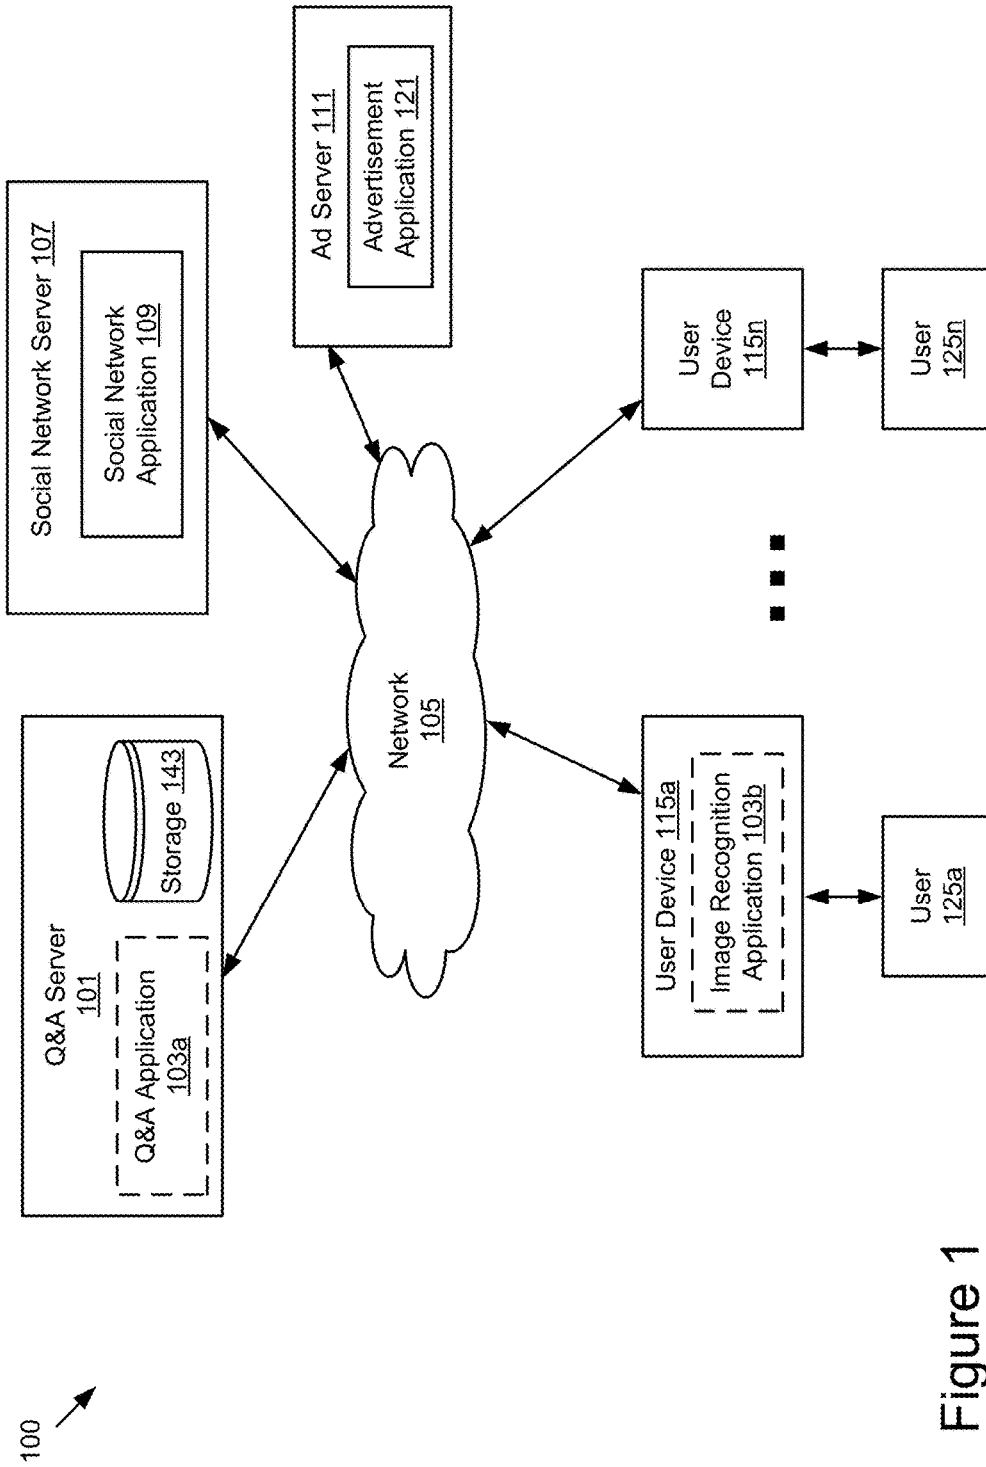 100
Q&A Server
101
Q&A Application
103a
Storage 143
Social Network Server 107
Social Network
Application 109
Ad Server 111
Advertisement
Application 121
Network
105
User Device 115a
Image Recognition
Application 103b
User
Device
115n
User
125a
User
125n
Figure 1